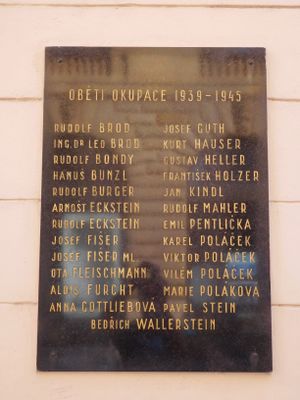 OBĚTI OKUPACE 1939-1945
RUDOLF BROD
ING. DR LEO BROD
RUDOLF BONDY
HANUŠ BUNZL
RUDOLF BURGER
ARNOST ECKSTEIN
RUDOLF ECKSTEIN
JOSEF FIŠER
JOSEF FIŠER ML.
OTA FLEISCHMANN
ALOIS FURCHT
ANNA GOTTLIEBOVÁ
JOSEF GUTH
KURT HAUSER
GUSTAV HELLER
FRANTIŠEK HOLZER
JAN KINDL
RUDOLF MAHLER
EMIL PENTLIČKA
KAREL POLÁČEK
VIKTOR POLÁČEK
VILÉM POLÁČEK
MARIE POLÁKOVÁ
PAVEL STEIN
BEDŘICH WALLERSTEIN